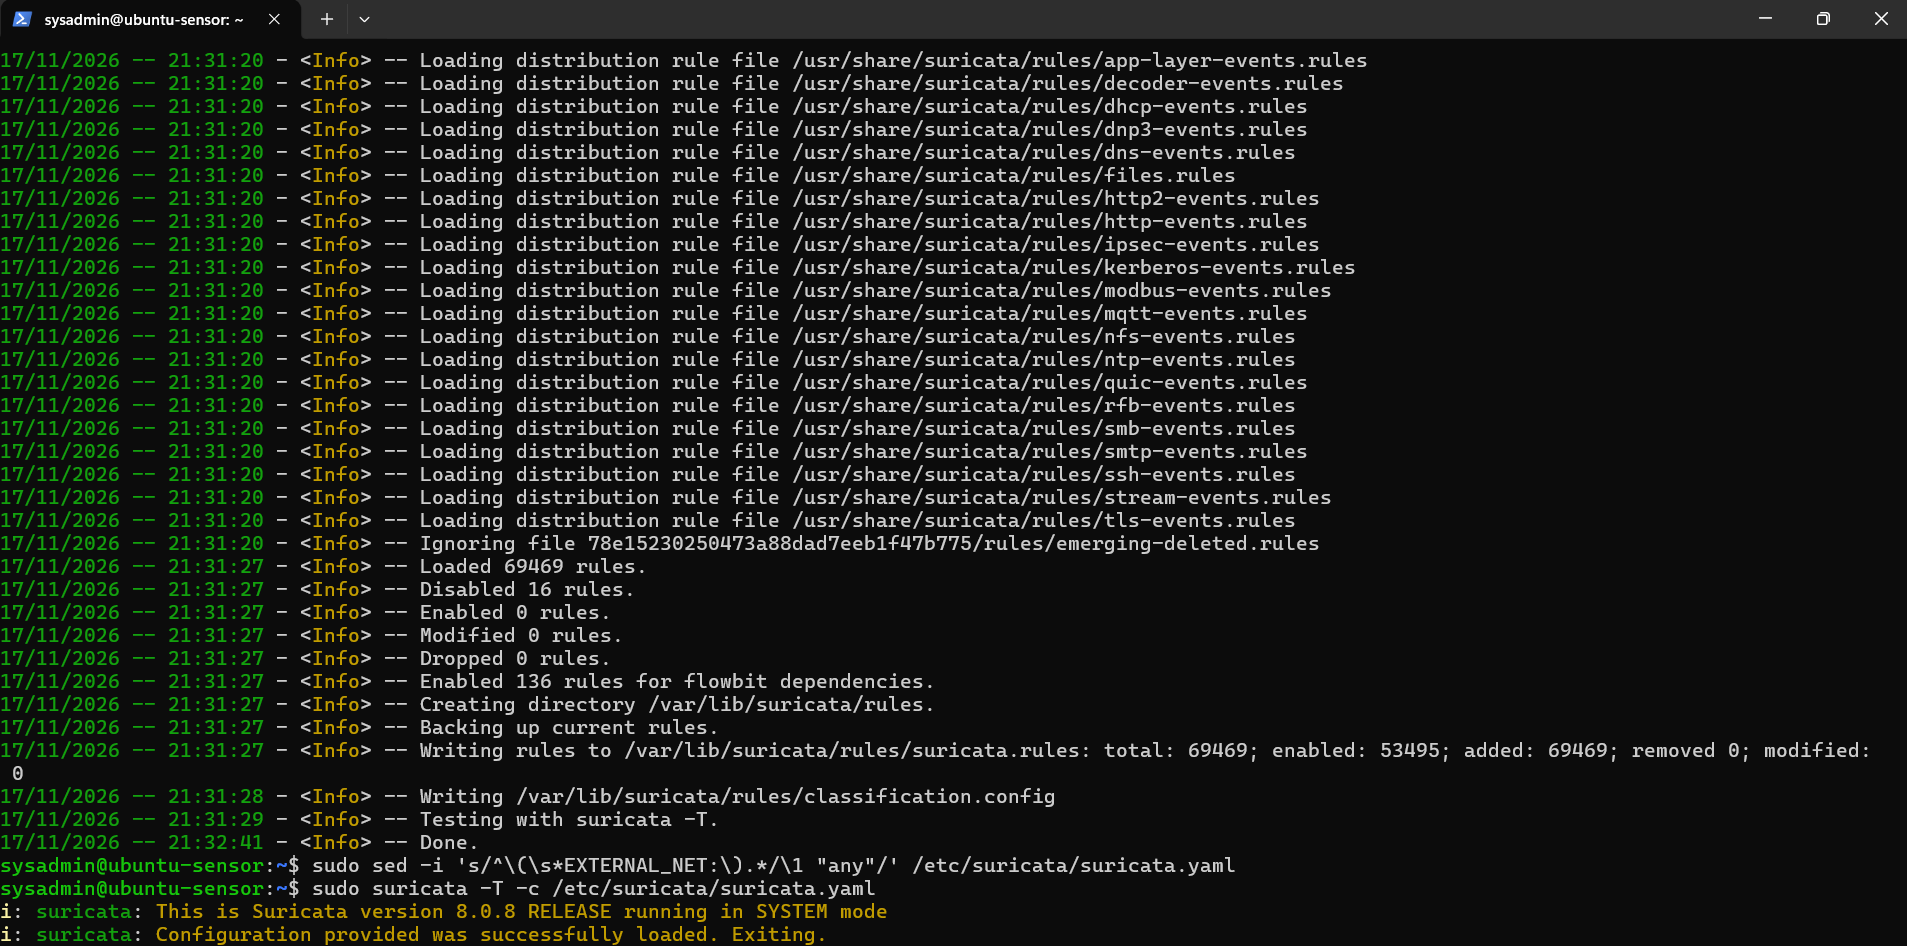 sysadmin@ubuntu-sensor: ~
17/11/2026 -- 21:31:20 - <Info> -- Loading distribution rule file /usr/share/suricata/rules/app-layer-events.rules
17/11/2026 -- 21:31:20 - <Info> -- Loading distribution rule file /usr/share/suricata/rules/decoder-events.rules
17/11/2026 -- 21:31:20 - <Info> -- Loading distribution rule file /usr/share/suricata/rules/dhcp-events.rules
17/11/2026 -- 21:31:20 - <Info> -- Loading distribution rule file /usr/share/suricata/rules/dnp3-events.rules
17/11/2026 -- 21:31:20 - <Info> -- Loading distribution rule file /usr/share/suricata/rules/dns-events.rules
17/11/2026 -- 21:31:20 - <Info> -- Loading distribution rule file /usr/share/suricata/rules/files.rules
17/11/2026 -- 21:31:20 - <Info> -- Loading distribution rule file /usr/share/suricata/rules/http2-events.rules
17/11/2026 -- 21:31:20 - <Info> -- Loading distribution rule file /usr/share/suricata/rules/http-events.rules
17/11/2026 -- 21:31:20 - <Info> -- Loading distribution rule file /usr/share/suricata/rules/ipsec-events.rules
17/11/2026 -- 21:31:20 - <Info> -- Loading distribution rule file /usr/share/suricata/rules/kerberos-events.rules
17/11/2026 -- 21:31:20 - <Info> -- Loading distribution rule file /usr/share/suricata/rules/modbus-events.rules
17/11/2026 -- 21:31:20 - <Info> -- Loading distribution rule file /usr/share/suricata/rules/mqtt-events.rules
17/11/2026 -- 21:31:20 - <Info> -- Loading distribution rule file /usr/share/suricata/rules/nfs-events.rules
17/11/2026 -- 21:31:20 - <Info> -- Loading distribution rule file /usr/share/suricata/rules/ntp-events.rules
17/11/2026 -- 21:31:20 - <Info> -- Loading distribution rule file /usr/share/suricata/rules/quic-events.rules
17/11/2026 -- 21:31:20 - <Info> -- Loading distribution rule file /usr/share/suricata/rules/rfb-events.rules
17/11/2026 -- 21:31:20 - <Info> -- Loading distribution rule file /usr/share/suricata/rules/smb-events.rules
17/11/2026 -- 21:31:20 - <Info> -- Loading distribution rule file /usr/share/suricata/rules/smtp-events.rules
17/11/2026 -- 21:31:20 - <Info> -- Loading distribution rule file /usr/share/suricata/rules/ssh-events.rules
17/11/2026 -- 21:31:20 - <Info> -- Loading distribution rule file /usr/share/suricata/rules/stream-events.rules
17/11/2026 -- 21:31:20 - <Info> -- Loading distribution rule file /usr/share/suricata/rules/tls-events.rules
17/11/2026 -- 21:31:20 - <Info> -- Ignoring file 78e15230250473a88dad7eeb1f47b775/rules/emerging-deleted.rules
17/11/2026 -- 21:31:27 - <Info> -- Loaded 69469 rules.
17/11/2026 -- 21:31:27 - <Info> -- Disabled 16 rules.
17/11/2026 -- 21:31:27 - <Info> -- Enabled 0 rules.
17/11/2026 -- 21:31:27 - <Info> -- Modified 0 rules.
17/11/2026 -- 21:31:27 - <Info> -- Dropped 0 rules.
17/11/2026 -- 21:31:27 - <Info> -- Enabled 136 rules for flowbit dependencies.
17/11/2026 -- 21:31:27 - <Info> -- Creating directory /var/lib/suricata/rules.
17/11/2026 -- 21:31:27 - <Info> -- Backing up current rules.
17/11/2026 -- 21:31:27 - <Info> -- Writing rules to /var/lib/suricata/rules/suricata.rules: total: 69469; enabled: 53495; added: 69469; removed 0; modified:
0
17/11/2026 -- 21:31:28 - <Info> -- Writing /var/lib/suricata/rules/classification.config
17/11/2026 -- 21:31:29 - <Info> -- Testing with suricata -T.
17/11/2026 -- 21:32:41 - <Info> -- Done.
sysadmin@ubuntu-sensor:~$ sudo sed -i 's/^\(\s*EXTERNAL_NET:\).*/\1 "any"/' /etc/suricata/suricata.yaml
sysadmin@ubuntu-sensor:~$ sudo suricata -T -c /etc/suricata/suricata.yaml
i: suricata: This is Suricata version 8.0.8 RELEASE running in SYSTEM mode
i: suricata: Configuration provided was successfully loaded. Exiting.